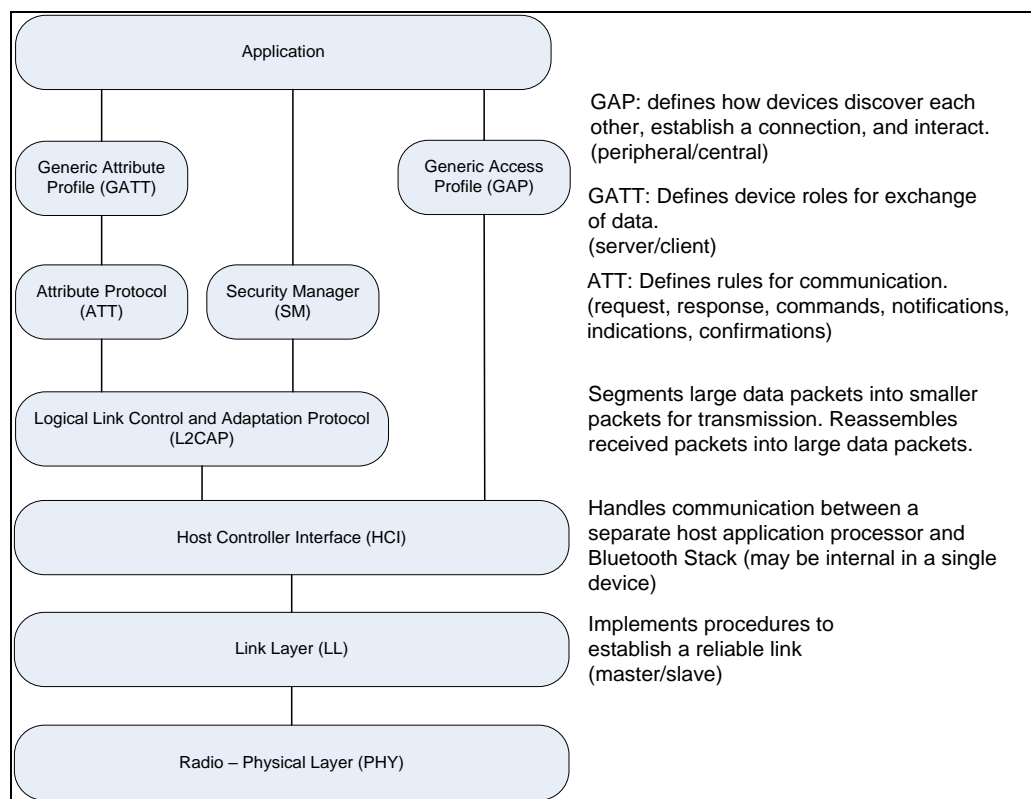 Application
GAP: defines how devices discover each
other, establish a connection, and interact.
(peripheral/central)
Generic Attribute
Profile (GATT)
Generic Access
Profile (GAP)
GATT: Defines device roles for exchange
of data.
(server/client)
Attribute Protocol
(ATT)
Security Manager
(SM)
ATT: Defines rules for communication.
(request, response, commands, notifications,
indications, confirmations)
Logical Link Control and Adaptation Protocol
(L2CAP)
Segments large data packets into smaller
packets for transmission. Reassembles
received packets into large data packets.
Host Controller Interface (HCI)
Handles communication between a
separate host application processor and
Bluetooth Stack (may be internal in a single
device)
Link Layer (LL)
Implements procedures to
establish a reliable link
(master/slave)
Radio – Physical Layer (PHY)